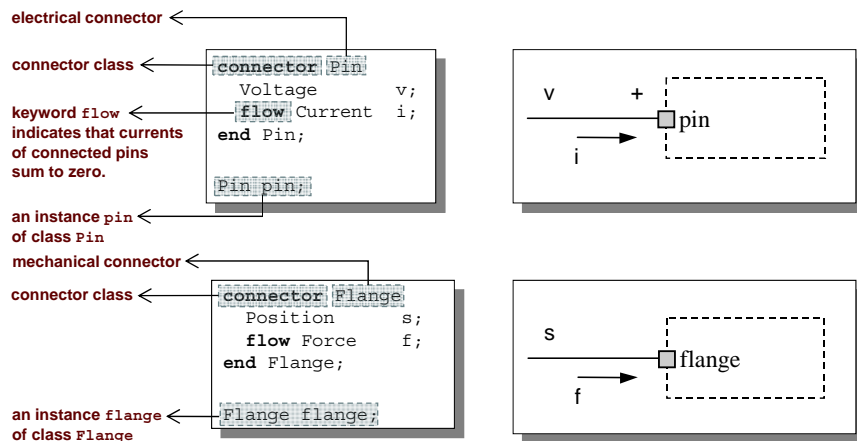 electrical connector
connector class
keyword flow
indicates that currents
of connected pins
sum to zero.
an instance pin
of class Pin
connector Pin
Voltage v;
flow Current i;
end Pin;
Pin pin;
v +
pin
i
mechanical connector
connector class
an instance flange
of class Flange
connector Flange
Position s;
flow Force f;
end Flange;
Flange flange;
s
flange
f